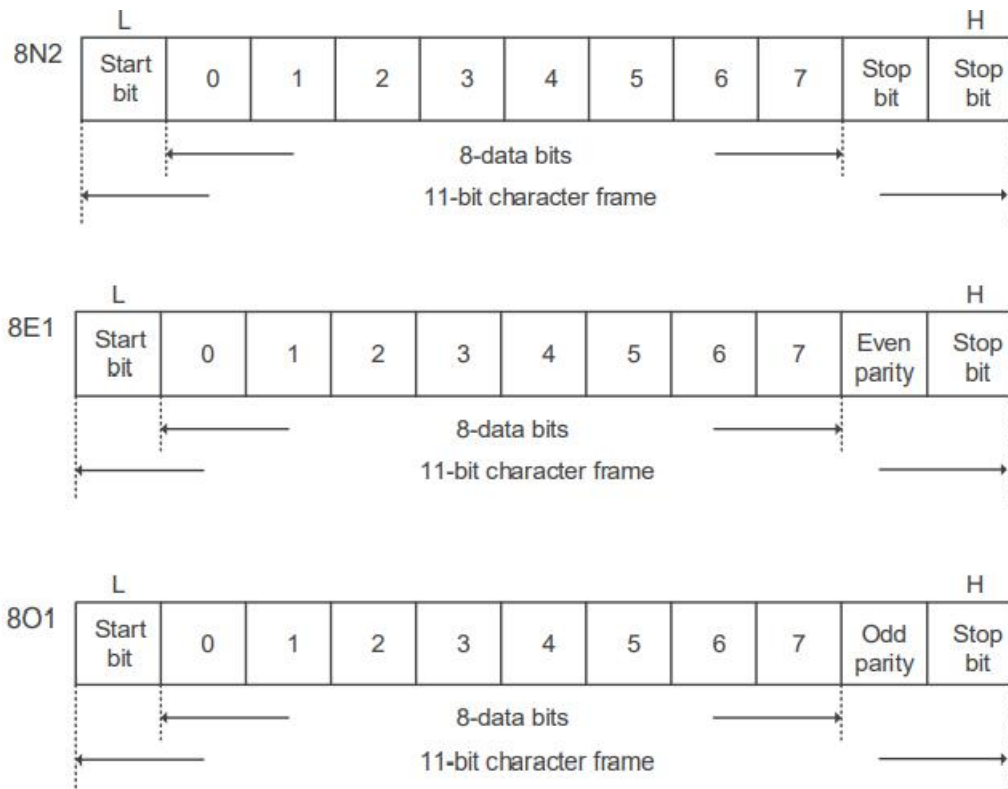 L H
8N2
Start bit 0 1 2 3 4 5 6 7 Stop bit Stop bit
8-data bits
11-bit character frame
L H
8E1
Start bit 0 1 2 3 4 5 6 7 Even parity Stop bit
8-data bits
11-bit character frame
L H
8O1
Start bit 0 1 2 3 4 5 6 7 Odd parity Stop bit
8-data bits
11-bit character frame